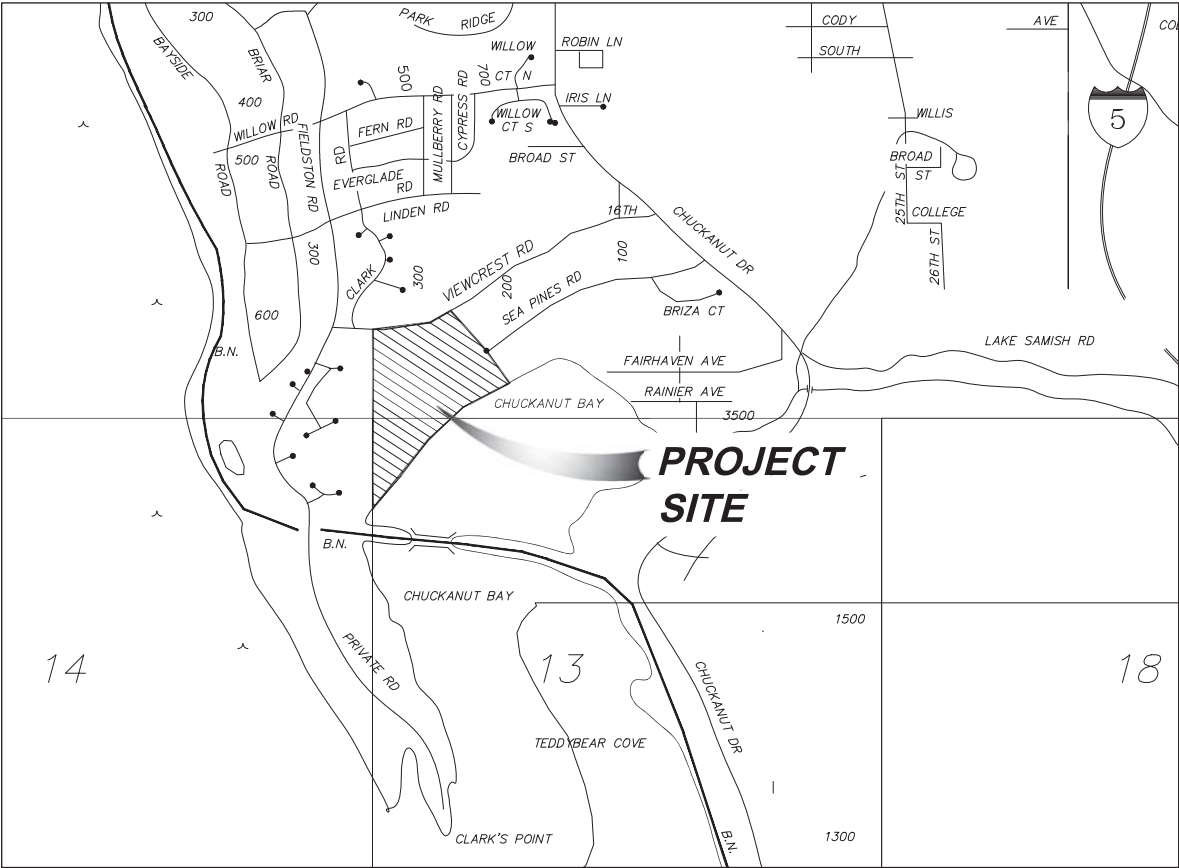 300
PARK RIDGE
CODY
AVE
BAYSIDE
BRIAR
WILLOW
ROBIN LN
SOUTH
5
500
700
CT N
400
MULLBERRY RD
CYPRESS RD
IRIS LN
WILLOW RD
FIELDSTON RD
FERN RD
WILLOW
CT S
WILLIS
500
ROAD
ROAD
RD
BROAD ST
BROAD
ST
EVERGLADE
RD
25TH ST
LINDEN RD
16TH
COLLEGE
CHUCKANUT DR
26TH ST
300
CLARK
300
VIEWCREST RD
200
100
SEA PINES RD
600
BRIZA CT
B.N.
LAKE SAMISH RD
FAIRHAVEN AVE
RAINIER AVE
CHUCKANUT BAY
3500
PROJECT
SITE
B.N.
CHUCKANUT BAY
1500
14
PRIVATE RD
13
CHUCKANUT DR
18
TEDDYBEAR COVE
CLARK'S POINT
B.N.
1300